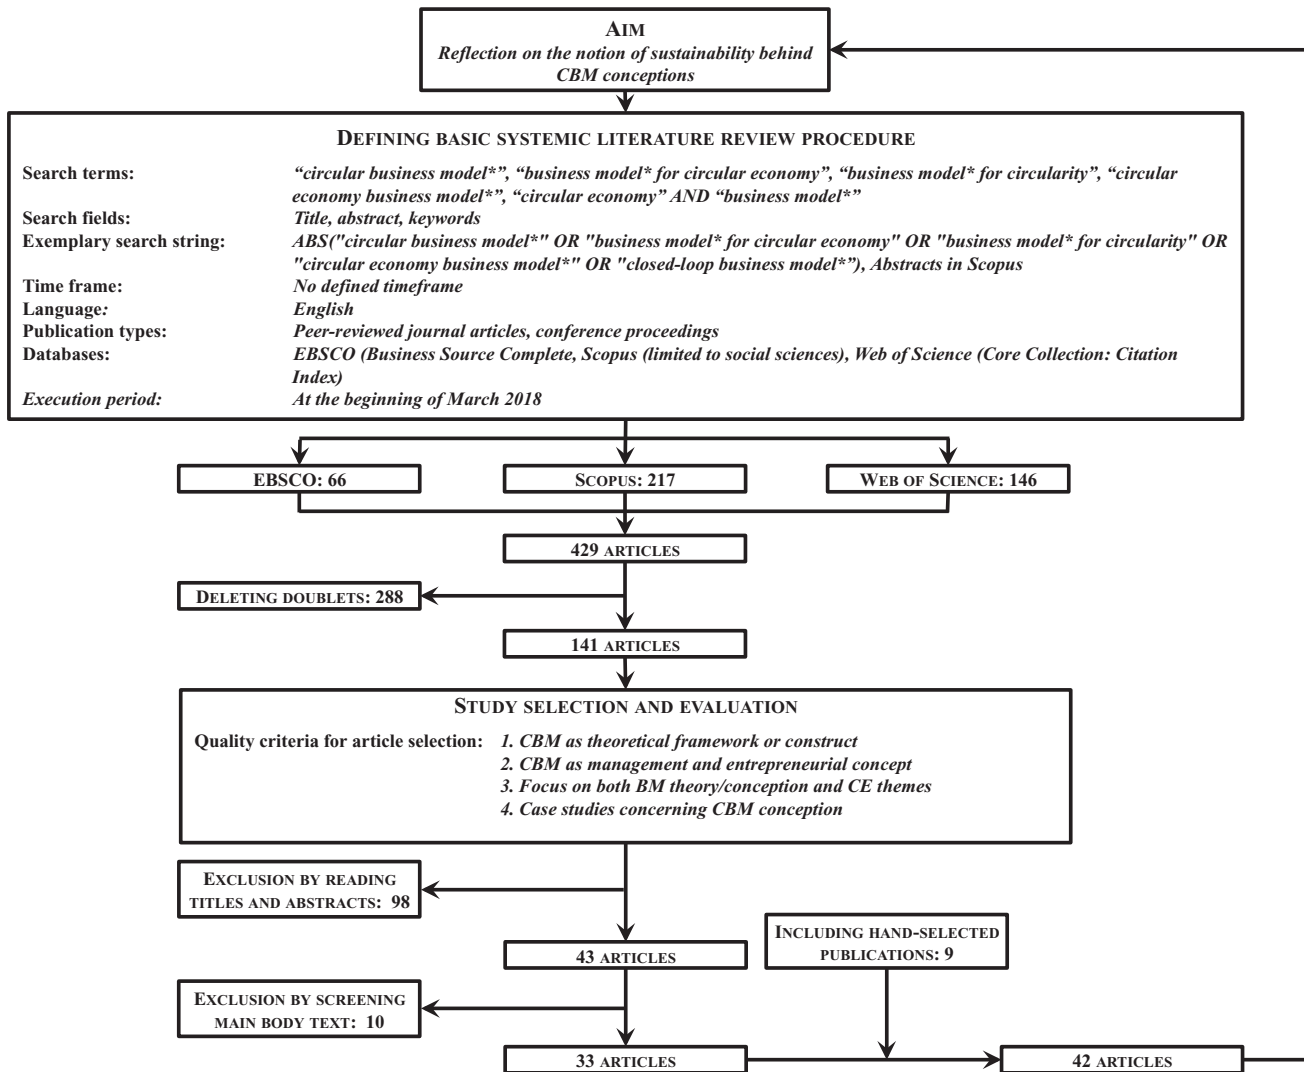 AIM
Reflection on the notion of sustainability behind
CBM conceptions
DEFINING BASIC SYSTEMIC LITERATURE REVIEW PROCEDURE
Search terms: “circular business model*”, “business model* for circular economy”, “business model* for circularity”, “circular
economy business model*”, “circular economy” AND “business model*”
Search fields: Title, abstract, keywords
Exemplary search string: ABS("circular business model*" OR "business model* for circular economy" OR "business model* for circularity" OR
"circular economy business model*" OR "closed-loop business model*”), Abstracts in Scopus
Time frame: No defined timeframe
Language: English
Publication types: Peer-reviewed journal articles, conference proceedings
Databases: EBSCO (Business Source Complete, Scopus (limited to social sciences), Web of Science (Core Collection: Citation
Index)
Execution period: At the beginning of March 2018
EBSCO: 66
SCOPUS: 217
WEB OF SCIENCE: 146
429 ARTICLES
DELETING DOUBLETS: 288
141 ARTICLES
STUDY SELECTION AND EVALUATION
Quality criteria for article selection: 1. CBM as theoretical framework or construct
2. CBM as management and entrepreneurial concept
3. Focus on both BM theory/conception and CE themes
4. Case studies concerning CBM conception
EXCLUSION BY READING
TITLES AND ABSTRACTS: 98
43 ARTICLES
INCLUDING HAND-SELECTED
PUBLICATIONS: 9
EXCLUSION BY SCREENING
MAIN BODY TEXT: 10
33 ARTICLES
42 ARTICLES